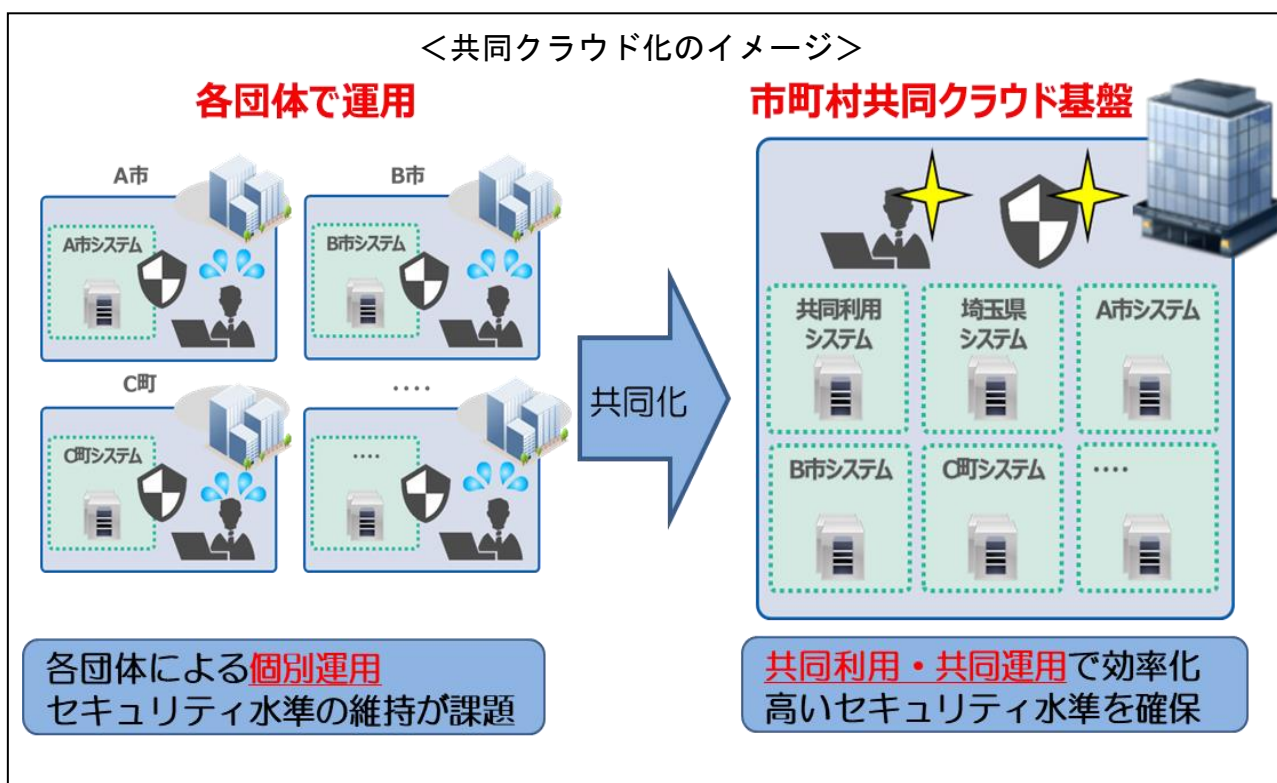 ＜共同クラウド化のイメージ＞
各団体で運用
市町村共同クラウド基盤
A市
B市
A市システム
B市システム
C町
‥‥
C町システム
‥‥
共同化
共同利用
システム
埼玉県
システム
A市システム
B市システム
C町システム
‥‥
各団体による個別運用
セキュリティ水準の維持が課題
共同利用・共同運用で効率化
高いセキュリティ水準を確保